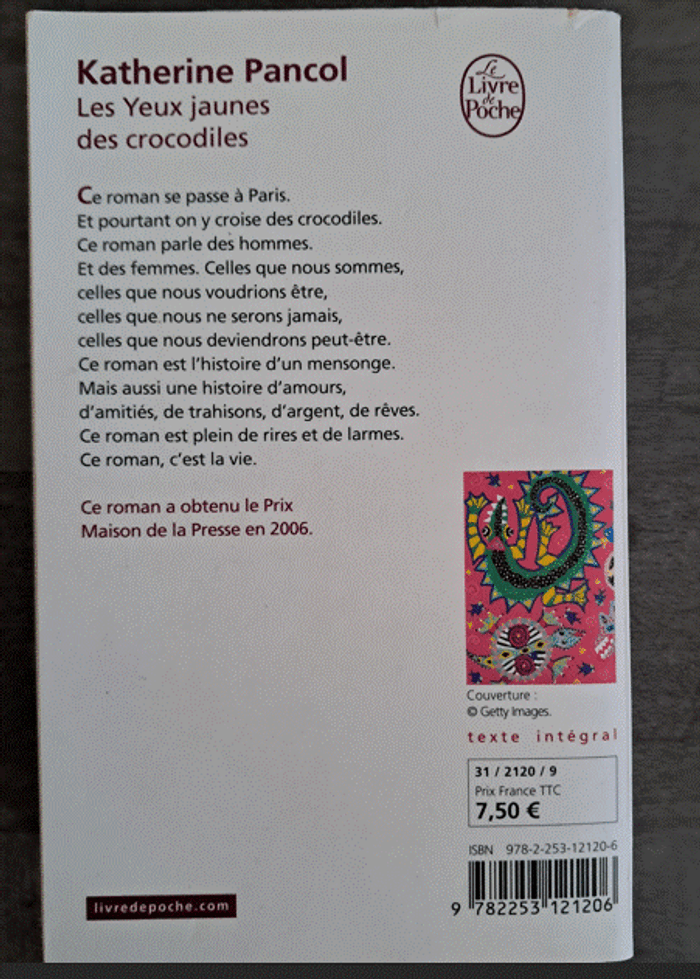 Katherine Pancol
Les Yeux jaunes
des crocodiles
Le
Livre
de
Poche
Ce roman se passe à Paris.
Et pourtant on y croise des crocodiles.
Ce roman parle des hommes.
Et des femmes. Celles que nous sommes,
celles que nous voudrions être,
celles que nous ne serons jamais,
celles que nous deviendrons peut-être.
Ce roman est l'histoire d'un mensonge.
Mais aussi une histoire d'amours,
d'amitiés, de trahisons, d'argent, de rêves.
Ce roman est plein de rires et de larmes.
Ce roman, c'est la vie.
Ce roman a obtenu le Prix
Maison de la Presse en 2006.
Couverture :
© Getty Images.
texte intégral
31 / 2120 / 9
Prix France TTC
7,50 €
ISBN 978-2-253-12120-6
9 782253 121206
livredepoche.com